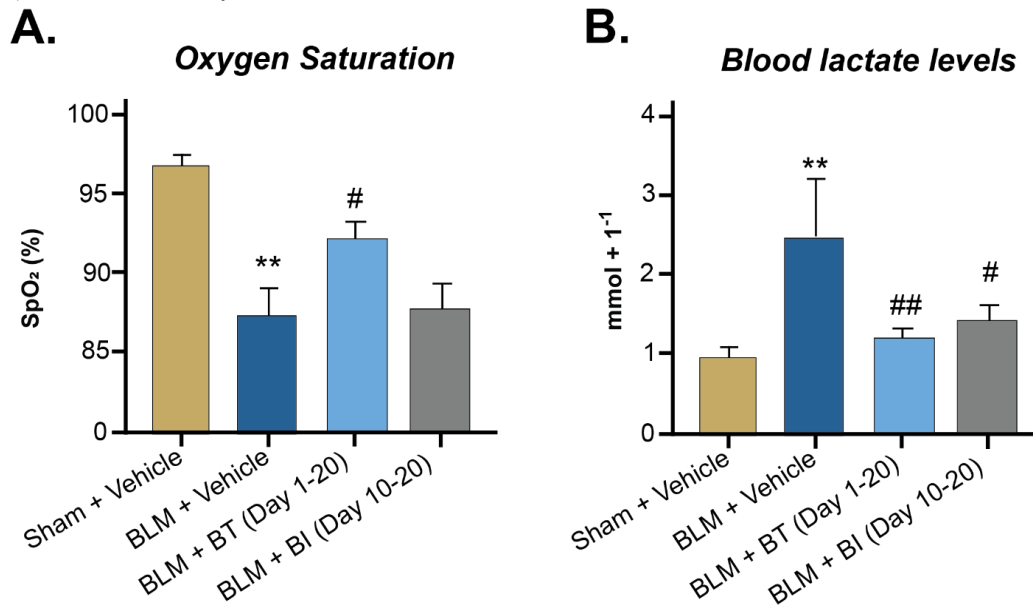 A.
Oxygen Saturation
SpO₂ (%)
100
95
90
85
0
**
#
Sham + Vehicle
BLM + Vehicle
BLM + BT (Day 1-20)
BLM + BI (Day 10-20)
B.
Blood lactate levels
mmol + 1⁻¹
4
3
2
1
0
**
##
#
Sham + Vehicle
BLM + Vehicle
BLM + BT (Day 1-20)
BLM + BI (Day 10-20)